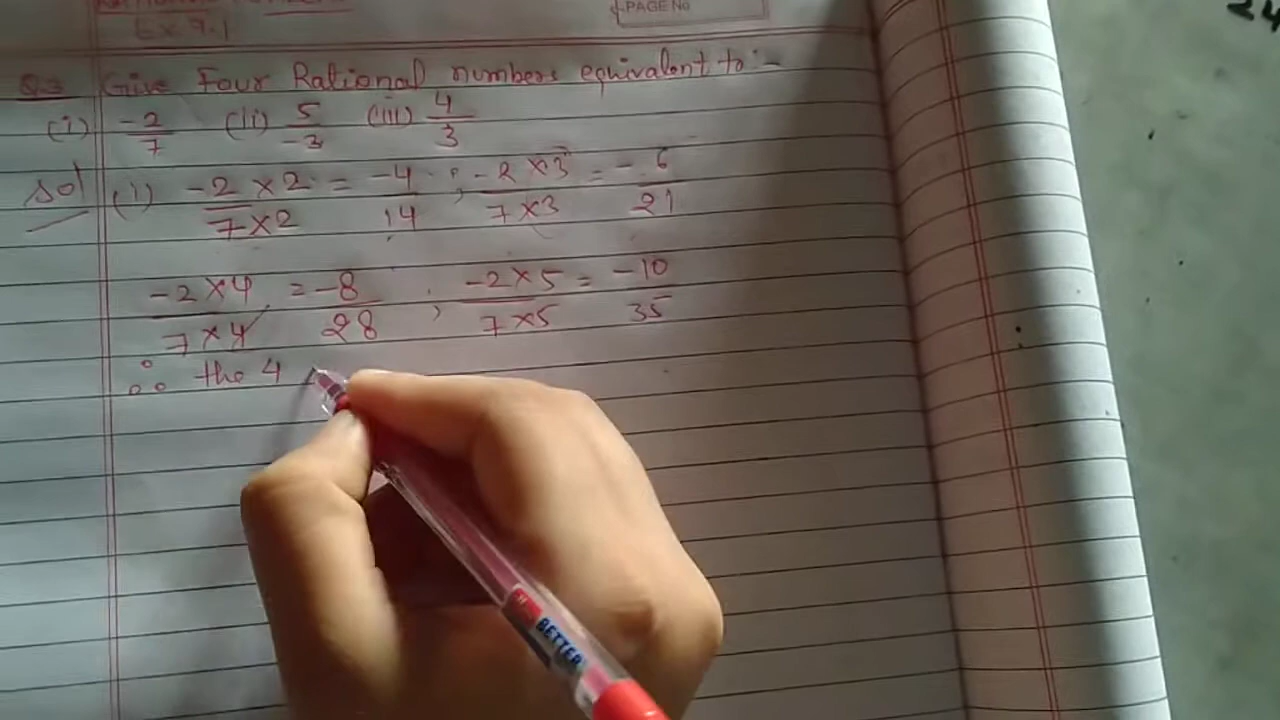 PAGE No
Ex 7.1
Q3 Give Four Rational numbers equivalent to :-
(i) -2/7 (ii) 5/-3 (iii) 4/3
Sol (i) -2×2/7×2 = -4/14 ; -2×3/7×3 = -6/21
-2×4/7×4 = -8/28 ; -2×5/7×5 = -10/35
∴ the 4
BETTER
24